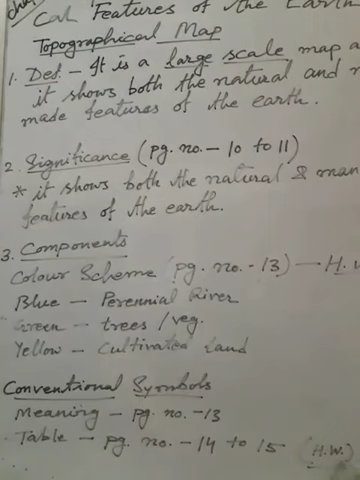 cal Features of the Earth
Topographical Map
1. Def. - It is a large scale map a
it shows both the natural and m
made features of the earth.
2. Significance (pg. no. - 10 to 11)
* it shows both the natural & man
features of the earth.
3. Components
Colour Scheme (pg. no. - 13) - H.W
Blue - Perennial River
Green - trees / veg.
Yellow - Cultivated land
Conventional Symbols
Meaning - pg. no. - 13
Table - pg. no. - 14 to 15 (H.W.)